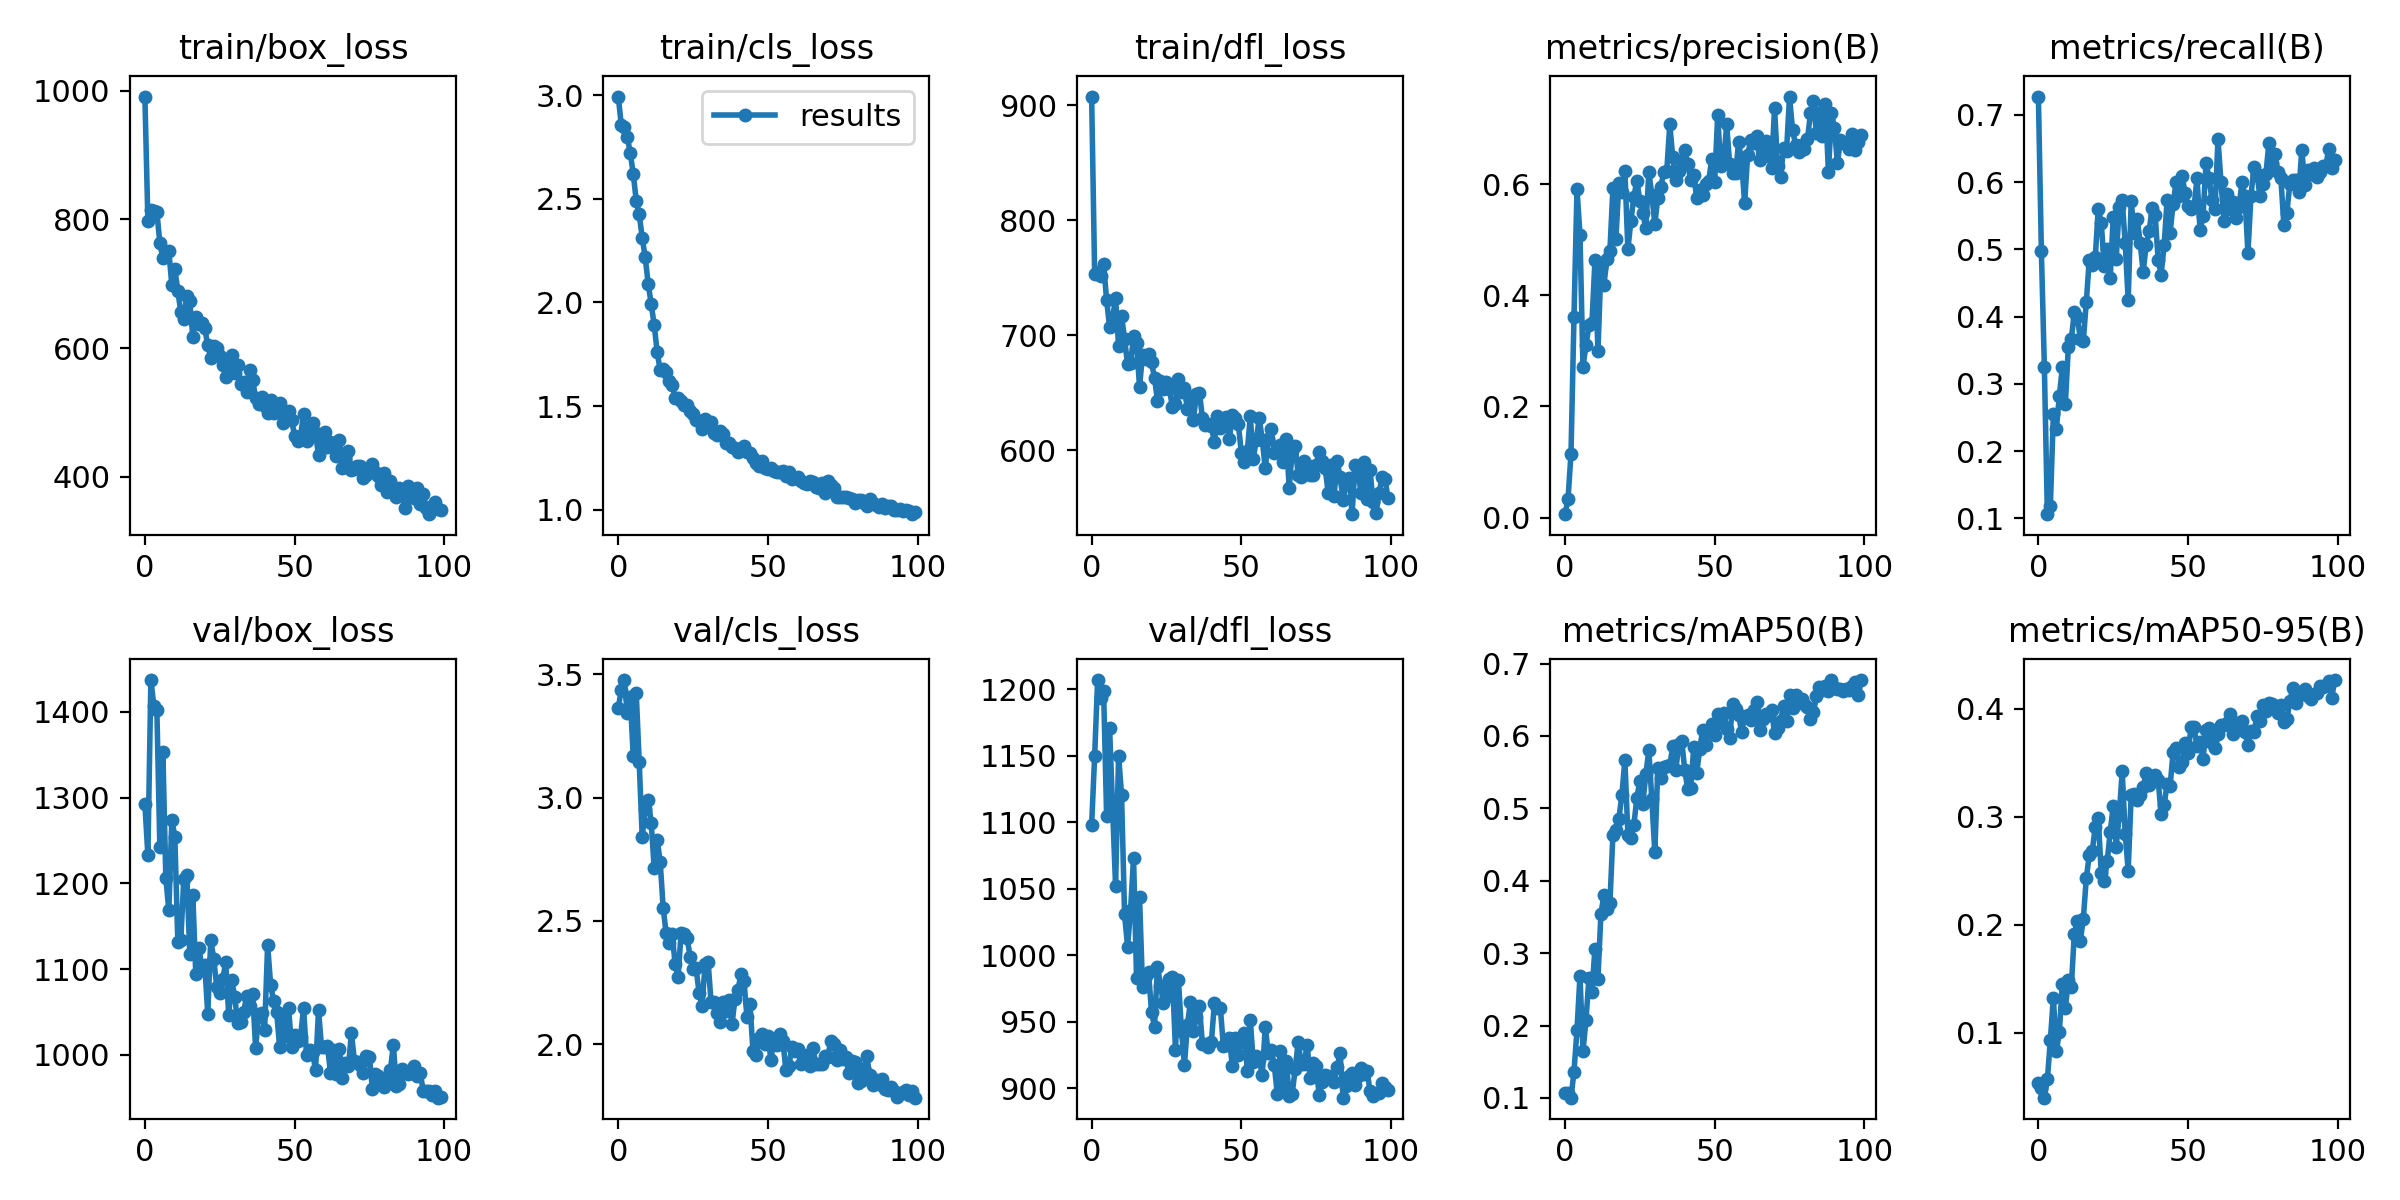 train/box_loss
1000
800
600
400
0 50 100
train/cls_loss
results
3.0
2.5
2.0
1.5
1.0
0 50 100
train/dfl_loss
900
800
700
600
0 50 100
metrics/precision(B)
0.6
0.4
0.2
0.0
0 50 100
metrics/recall(B)
0.7
0.6
0.5
0.4
0.3
0.2
0.1
0 50 100
val/box_loss
1400
1300
1200
1100
1000
0 50 100
val/cls_loss
3.5
3.0
2.5
2.0
0 50 100
val/dfl_loss
1200
1150
1100
1050
1000
950
900
0 50 100
metrics/mAP50(B)
0.7
0.6
0.5
0.4
0.3
0.2
0.1
0 50 100
metrics/mAP50-95(B)
0.4
0.3
0.2
0.1
0 50 100